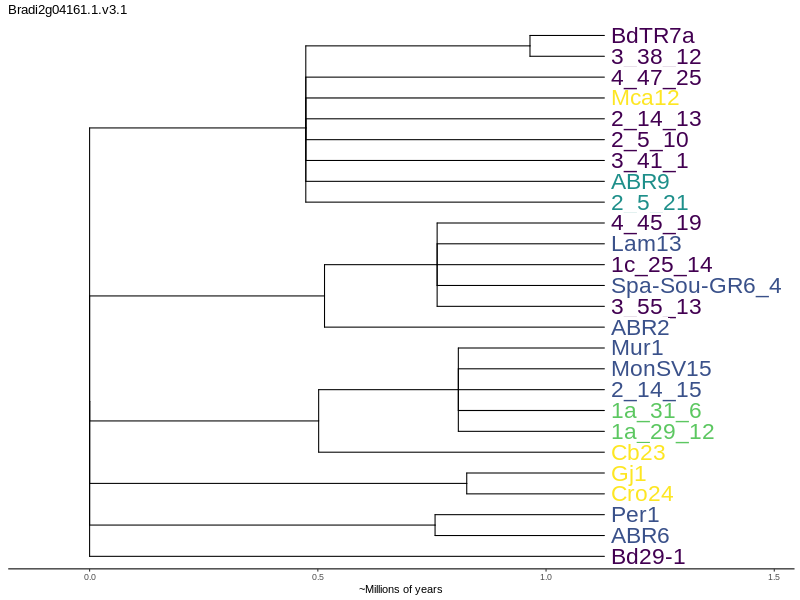 Bradi2g04161.1.v3.1
BdTR7a
3_38_12
4_47_25
Mca12
2_14_13
2_5_10
3_41_1
ABR9
2_5_21
4_45_19
Lam13
1c_25_14
Spa-Sou-GR6_4
3_55_13
ABR2
Mur1
MonSV15
2_14_15
1a_31_6
1a_29_12
Cb23
Gj1
Cro24
Per1
ABR6
Bd29-1
0.0 0.5 1.0 1.5
~Millions of years